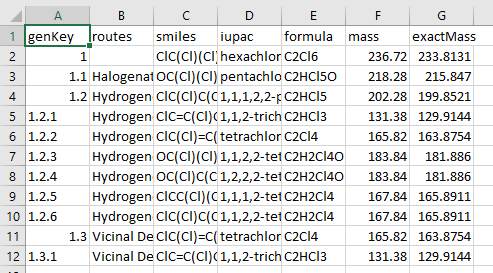 A B C D E F G
1 genKey routes smiles iupac formula mass exactMass
2 1 ClC(Cl)(Cl) hexachlor C2Cl6 236.72 233.8131
3 1.1 Halogenat OC(Cl)(Cl) pentachlo C2HCl5O 218.28 215.847
4 1.2 Hydrogen ClC(Cl)C(C 1,1,1,2,2-p C2HCl5 202.28 199.8521
5 1.2.1 Hydrogen ClC=C(Cl)C 1,1,2-trich C2HCl3 131.38 129.9144
6 1.2.2 Hydrogen ClC(Cl)=C( tetrachlor C2Cl4 165.82 163.8754
7 1.2.3 Hydrogen OC(Cl)(Cl) 1,1,2,2-tet C2H2Cl4O 183.84 181.886
8 1.2.4 Hydrogen OC(Cl)C(C 1,1,2,2-tet C2H2Cl4O 183.84 181.886
9 1.2.5 Hydrogen ClCC(Cl)(C 1,1,1,2-tet C2H2Cl4 167.84 165.8911
10 1.2.6 Hydrogen ClC(Cl)C(C 1,1,2,2-tet C2H2Cl4 167.84 165.8911
11 1.3 Vicinal De ClC(Cl)=C( tetrachlor C2Cl4 165.82 163.8754
12 1.3.1 Vicinal De ClC=C(Cl)C 1,1,2-trich C2HCl3 131.38 129.9144